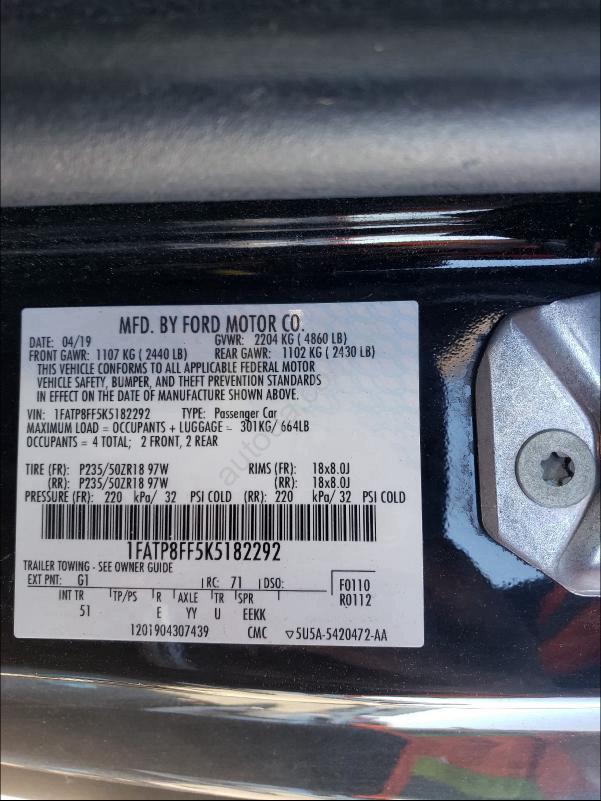 MFD. BY FORD MOTOR CO.
DATE: 04/19 GVWR: 2204 KG ( 4860 LB)
FRONT GAWR: 1107 KG ( 2440 LB) REAR GAWR: 1102 KG ( 2430 LB)
THIS VEHICLE CONFORMS TO ALL APPLICABLE FEDERAL MOTOR
VEHICLE SAFETY, BUMPER, AND THEFT PREVENTION STANDARDS
IN EFFECT ON THE DATE OF MANUFACTURE SHOWN ABOVE.
VIN: 1FATP8FF5K5182292 TYPE: Passenger Car
MAXIMUM LOAD = OCCUPANTS + LUGGAGE = 301KG/ 664LB
OCCUPANTS = 4 TOTAL; 2 FRONT, 2 REAR
TIRE (FR): P235/50ZR18 97W RIMS (FR): 18x8.0J
(RR): P235/50ZR18 97W (RR): 18x8.0J
PRESSURE (FR): 220 kPa/ 32 PSI COLD (RR): 220 kPa/ 32 PSI COLD
1FATP8FF5K5182292
TRAILER TOWING - SEE OWNER GUIDE
EXT PNT: G1 RC: 71 DSO: F0110
R0112
INT TR TP/PS R AXLE TR SPR
51 E YY U EEKK
1201904307439 CMC ▽5U5A-5420472-AA